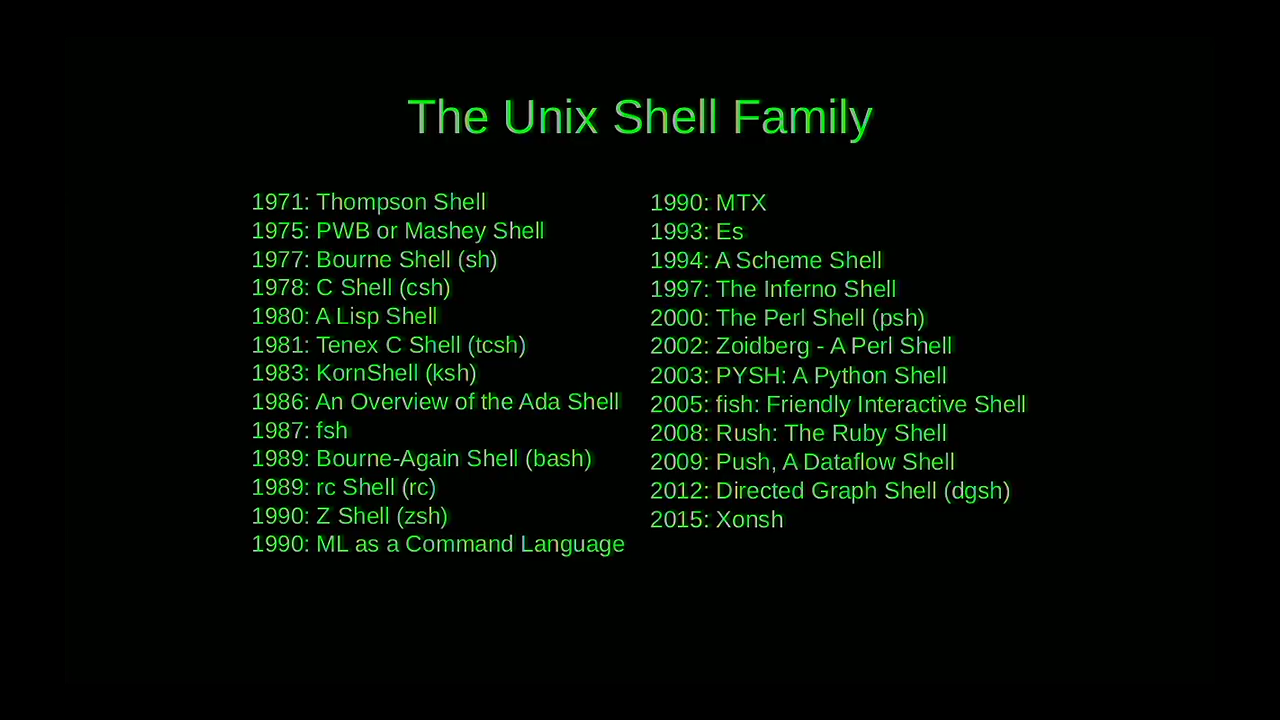 The Unix Shell Family
1971: Thompson Shell
1975: PWB or Mashey Shell
1977: Bourne Shell (sh)
1978: C Shell (csh)
1980: A Lisp Shell
1981: Tenex C Shell (tcsh)
1983: KornShell (ksh)
1986: An Overview of the Ada Shell
1987: fsh
1989: Bourne-Again Shell (bash)
1989: rc Shell (rc)
1990: Z Shell (zsh)
1990: ML as a Command Language
1990: MTX
1993: Es
1994: A Scheme Shell
1997: The Inferno Shell
2000: The Perl Shell (psh)
2002: Zoidberg - A Perl Shell
2003: PYSH: A Python Shell
2005: fish: Friendly Interactive Shell
2008: Rush: The Ruby Shell
2009: Push, A Dataflow Shell
2012: Directed Graph Shell (dgsh)
2015: Xonsh